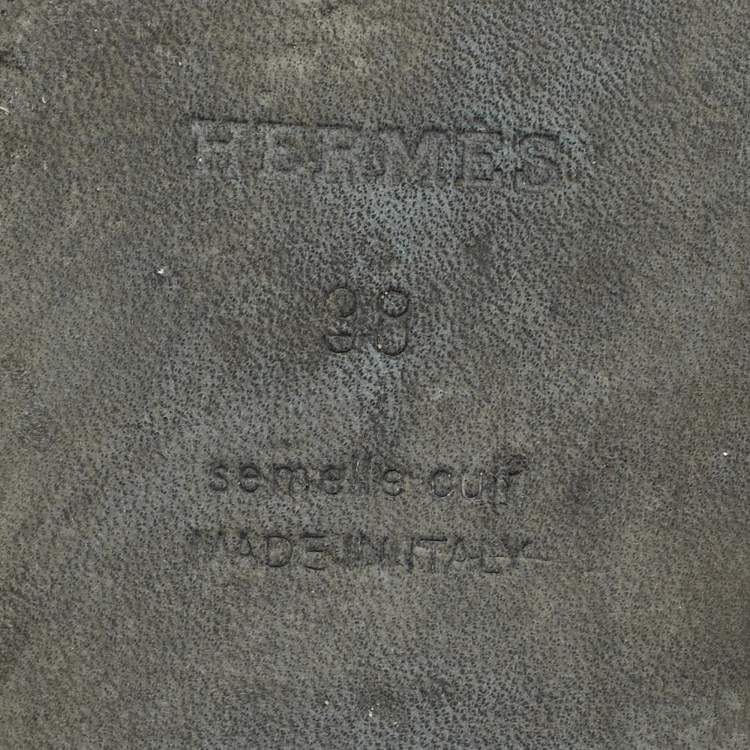 HERMES
38
semelle cuir
MADE IN ITALY